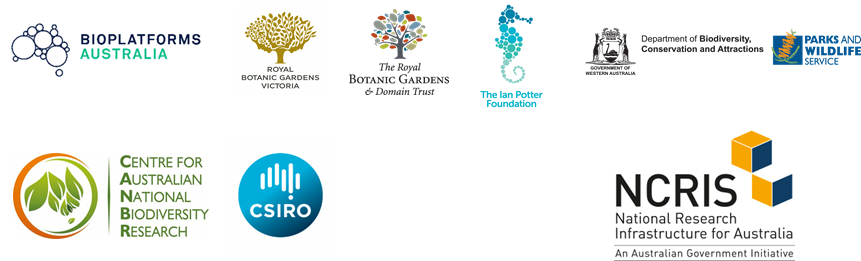 BIOPLATFORMS
AUSTRALIA
ROYAL
BOTANIC GARDENS
VICTORIA
The Royal
BOTANIC GARDENS
& Domain Trust
The Ian Potter
Foundation
GOVERNMENT OF
WESTERN AUSTRALIA
Department of Biodiversity,
Conservation and Attractions
PARKS AND
WILDLIFE
SERVICE
CENTRE FOR
AUSTRALIAN
NATIONAL
BIODIVERSITY
RESEARCH
CANBR
CSIRO
NCRIS
National Research
Infrastructure for Australia
An Australian Government Initiative